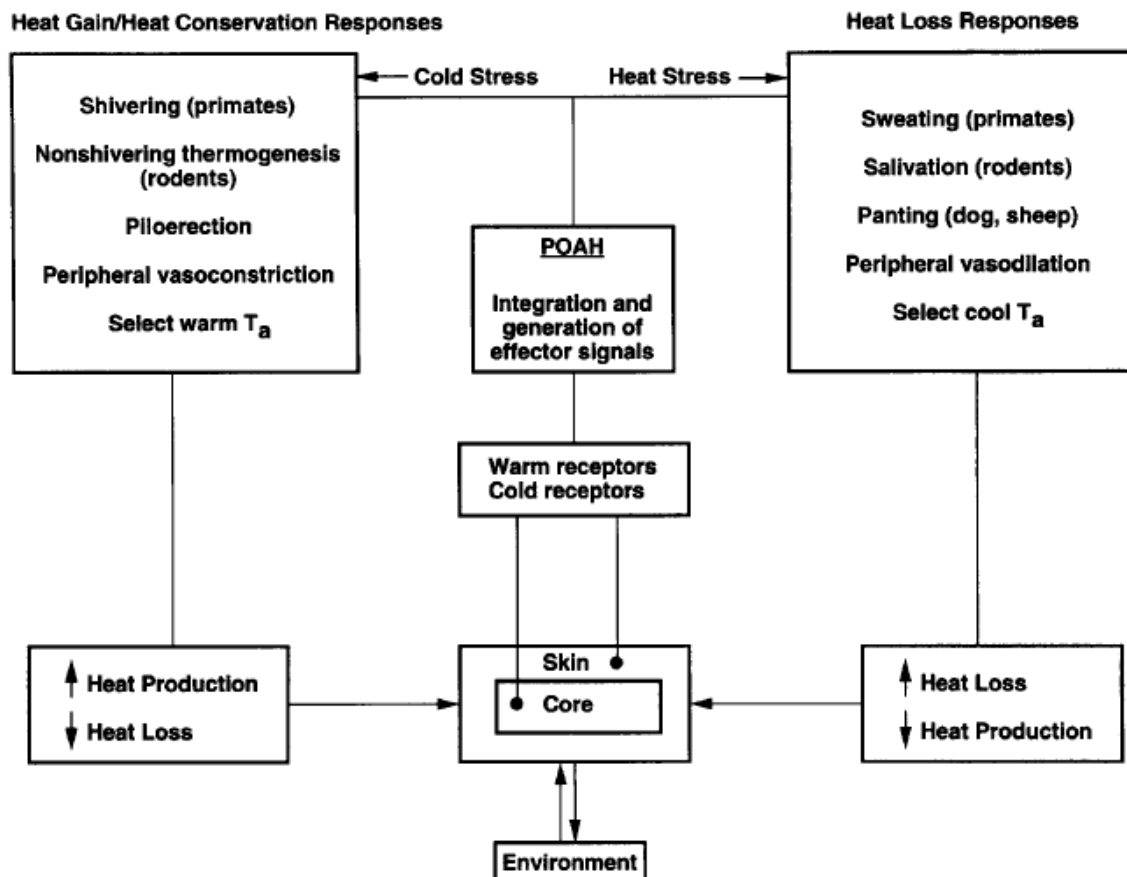 Heat Gain/Heat Conservation Responses
Heat Loss Responses
Cold Stress
Heat Stress
Shivering (primates)
Nonshivering thermogenesis
(rodents)
Piloerection
Peripheral vasoconstriction
Select warm Ta
Sweating (primates)
Salivation (rodents)
Panting (dog, sheep)
Peripheral vasodilation
Select cool Ta
POAH
Integration and
generation of
effector signals
Warm receptors
Cold receptors
Heat Production
Heat Loss
Skin
Core
Heat Loss
Heat Production
Environment